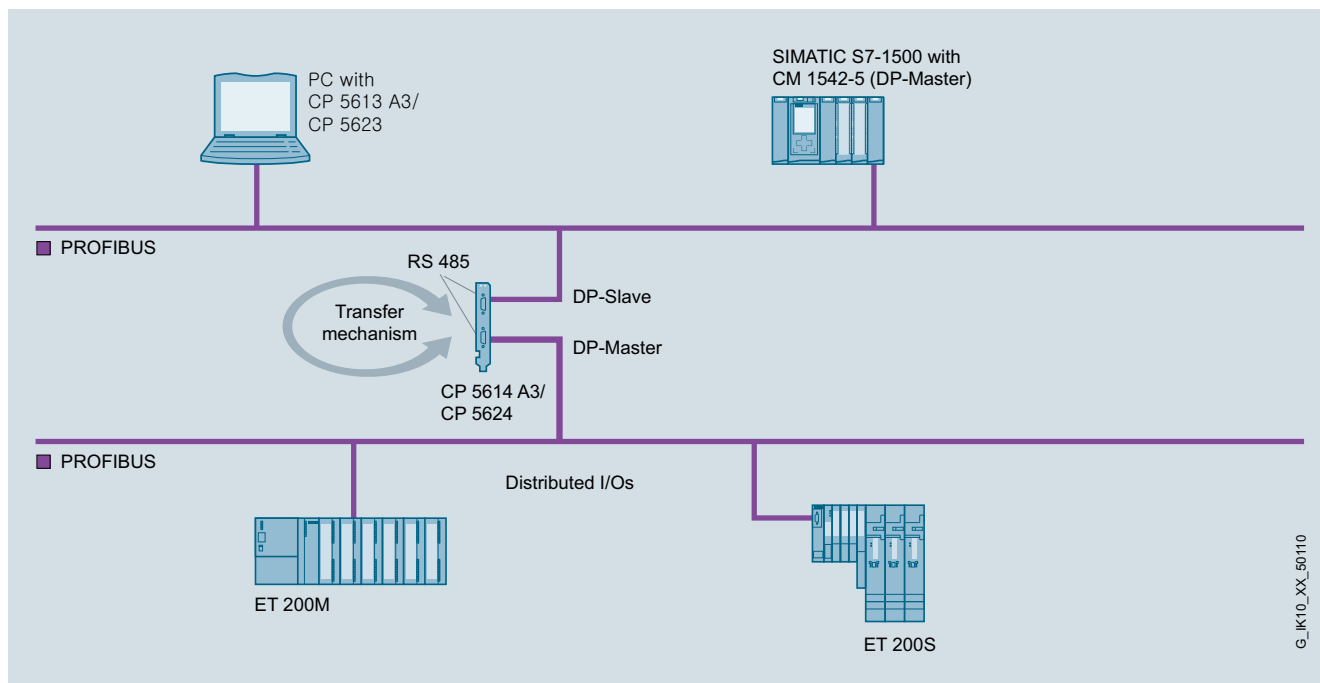 PC with
CP 5613 A3/
CP 5623
SIMATIC S7-1500 with
CM 1542-5 (DP-Master)
PROFIBUS
RS 485
Transfer
mechanism
DP-Slave
DP-Master
CP 5614 A3/
CP 5624
PROFIBUS
Distributed I/Os
ET 200M
ET 200S
G_IK10_XX_50110